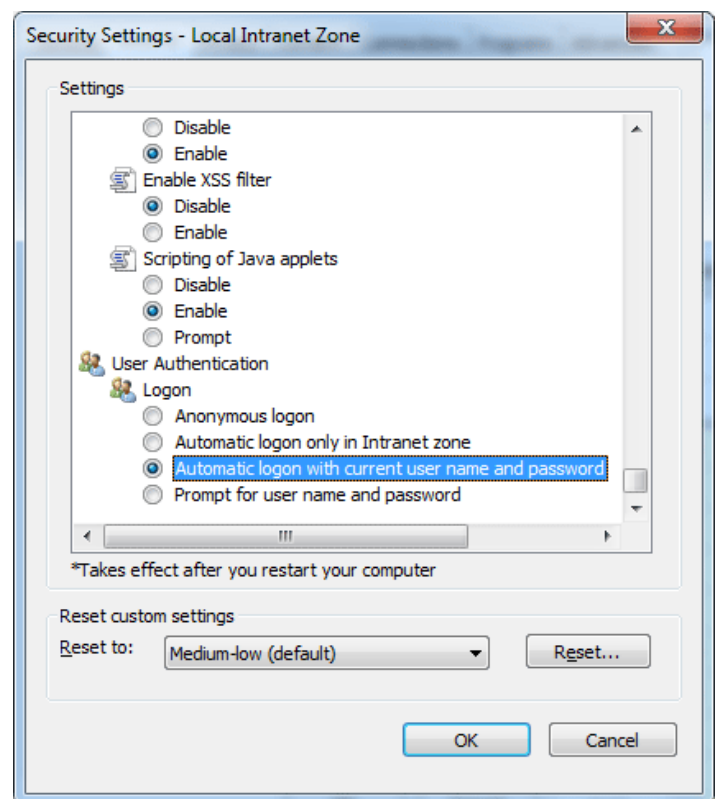 Security Settings - Local Intranet Zone
Settings
Disable
Enable
Enable XSS filter
Disable
Enable
Scripting of Java applets
Disable
Enable
Prompt
User Authentication
Logon
Anonymous logon
Automatic logon only in Intranet zone
Automatic logon with current user name and password
Prompt for user name and password
*Takes effect after you restart your computer
Reset custom settings
Reset to: Medium-low (default) Reset...
OK Cancel